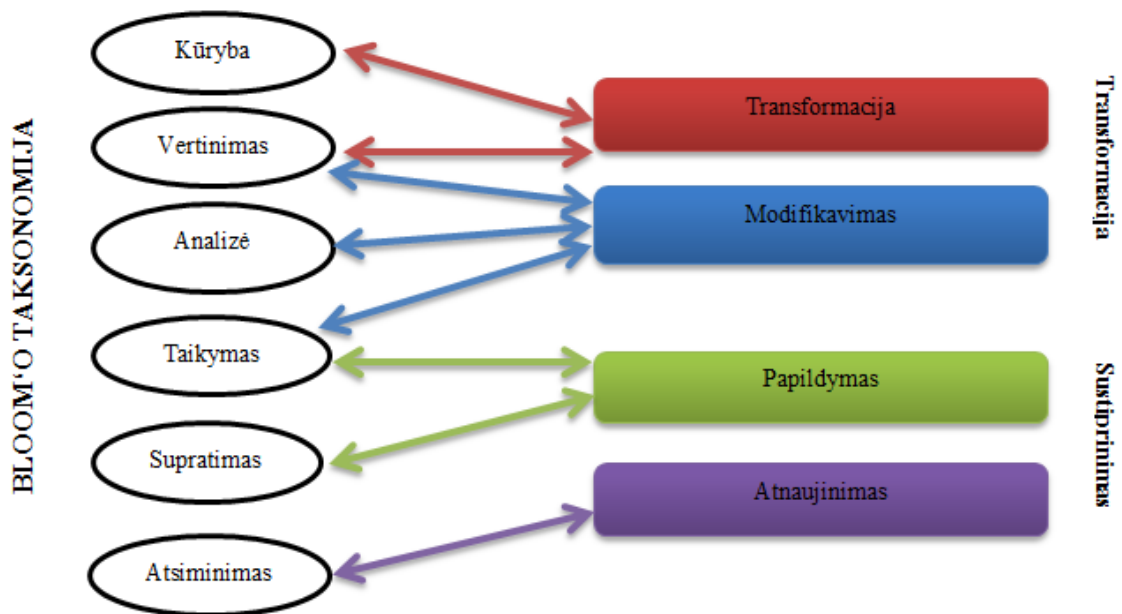 BLOOM‘O TAKSONOMIJA
Kūryba
Vertinimas
Analizė
Taikymas
Supratimas
Atsiminimas
Transformacija
Modifikavimas
Papildymas
Atnaujinimas
Transformacija
Sustiprinimas